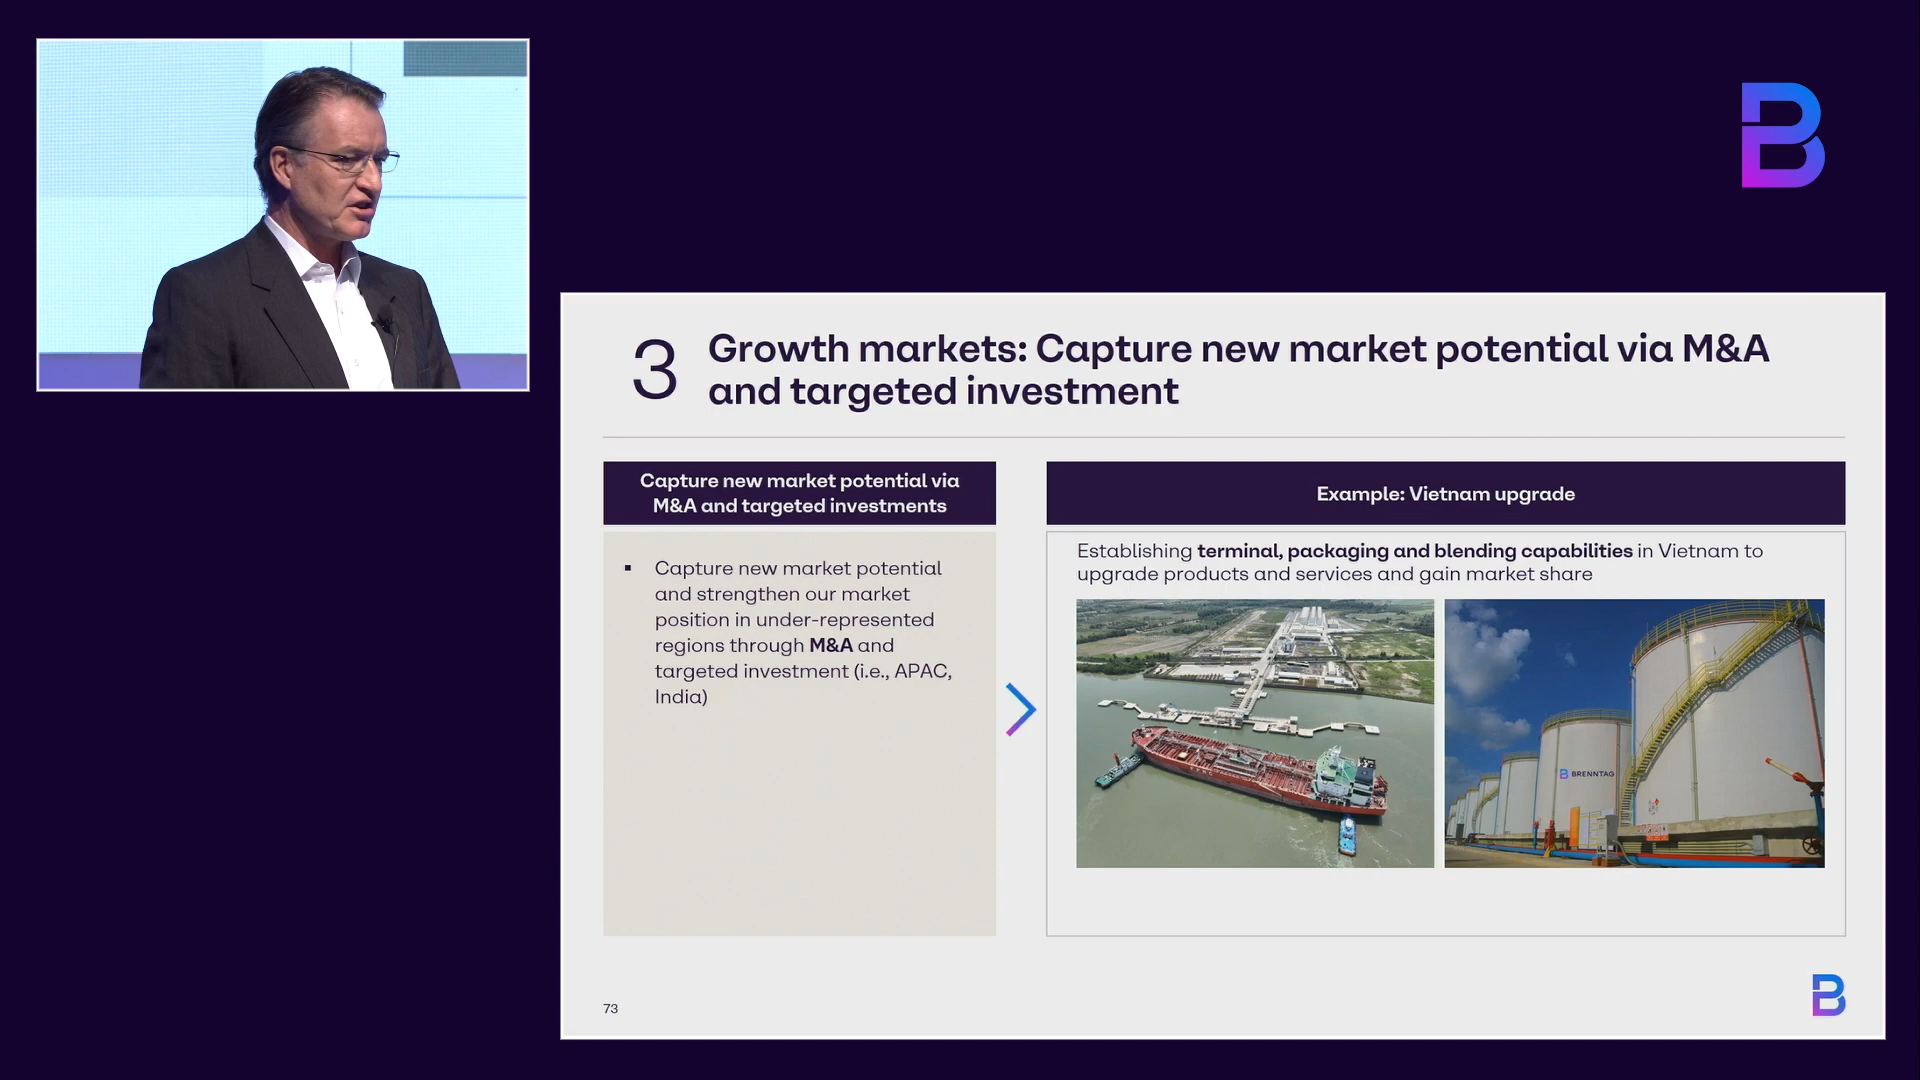 3
Growth markets: Capture new market potential via M&A
and targeted investment
Capture new market potential via
M&A and targeted investments
▪ Capture new market potential
and strengthen our market
position in under-represented
regions through M&A and
targeted investment (i.e., APAC,
India)
Example: Vietnam upgrade
Establishing terminal, packaging and blending capabilities in Vietnam to
upgrade products and services and gain market share
BRENNTAG
73